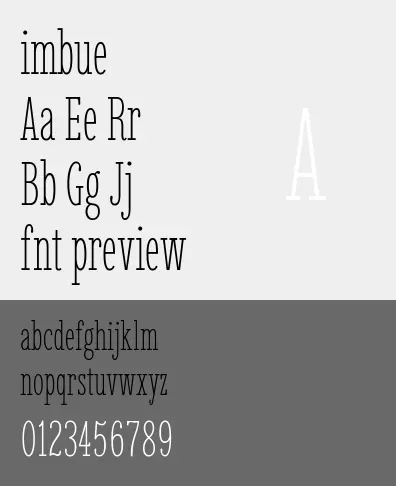 imbue
Aa Ee Rr
A
Bb Gg Jj
fnt preview
abcdefghijklm
nopqrstuvwxyz
0123456789